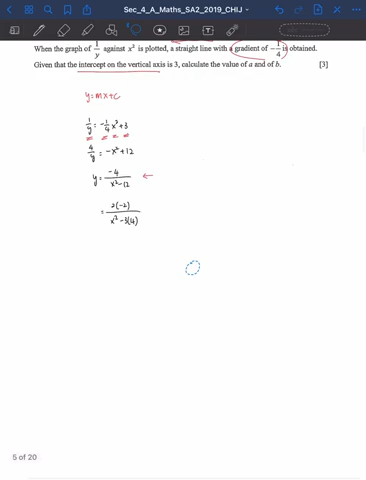 Sec_4_A_Maths_SA2_2019_CHIJ
When the graph of 1/y against x² is plotted, a straight line with a gradient of -1/4 is obtained.
Given that the intercept on the vertical axis is 3, calculate the value of a and of b. [3]
y=mx+c
1/y = -1/4x²+3
4/y = -x²+12
y = -4/(x²-12) ←
= 2(-2)/(x²-3(4))
5 of 20